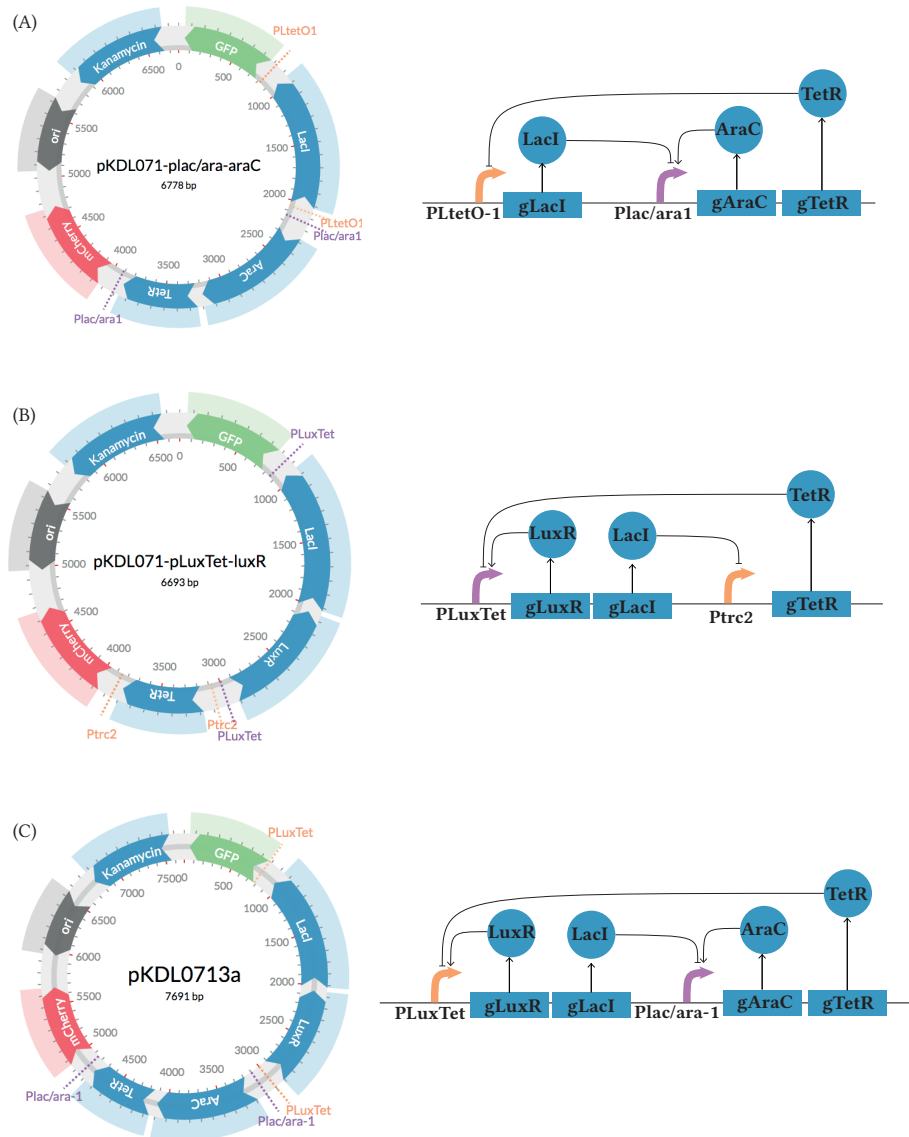 (A)
Kanamycin
GFP
PLtetO1
LacI
PLtetO1
Plac/ara1
AraC
TetR
Plac/ara1
mCherry
ori
0
500
1000
1500
2000
2500
3000
3500
4000
4500
5000
5500
6000
6500
pKDL071-plac/ara-araC
6778 bp
TetR
AraC
LacI
PLtetO-1
gLacI
Plac/ara1
gAraC
gTetR
(B)
Kanamycin
GFP
PLuxTet
LacI
LuxR
PLuxTet
Ptrc2
TetR
Ptrc2
mCherry
ori
0
500
1000
1500
2000
2500
3000
3500
4000
4500
5000
5500
6000
6500
pKDL071-pLuxTet-luxR
6693 bp
TetR
LuxR
LacI
PLuxTet
gLuxR
gLacI
Ptrc2
gTetR
(C)
Kanamycin
GFP
PLuxTet
LacI
LuxR
PLuxTet
Plac/ara-1
AraC
TetR
Plac/ara-1
mCherry
ori
75000
500
1000
1500
2000
2500
3000
3500
4000
4500
5000
5500
6000
6500
7000
pKDL0713a
7691 bp
TetR
LuxR
LacI
AraC
PLuxTet
gLuxR
gLacI
Plac/ara-1
gAraC
gTetR